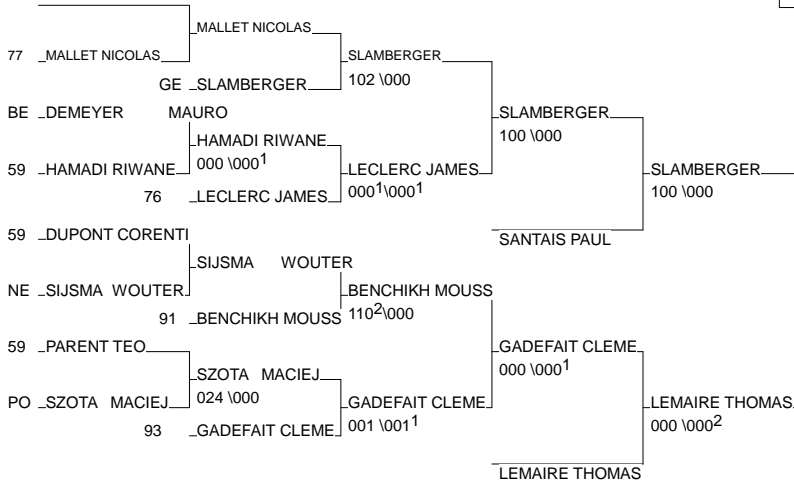 MALLET NICOLAS
77 MALLET NICOLAS SLAMBERGER
GE SLAMBERGER 102 \000
BE DEMEYER MAURO SLAMBERGER
HAMADI RIWANE 100 \000
59 HAMADI RIWANE 000 \000¹ LECLERC JAMES SLAMBERGER
76 LECLERC JAMES 000¹\000¹ 100 \000
59 DUPONT CORENTI SANTAIS PAUL
SIJSMA WOUTER
NE SIJSMA WOUTER BENCHIKH MOUSS
91 BENCHIKH MOUSS 110²\000
59 PARENT TEO GADEFAIT CLEME
SZOTA MACIEJ 000 \000¹
PO SZOTA MACIEJ 024 \000 GADEFAIT CLEME LEMAIRE THOMAS
93 GADEFAIT CLEME 001 \001¹ 000 \000²
LEMAIRE THOMAS